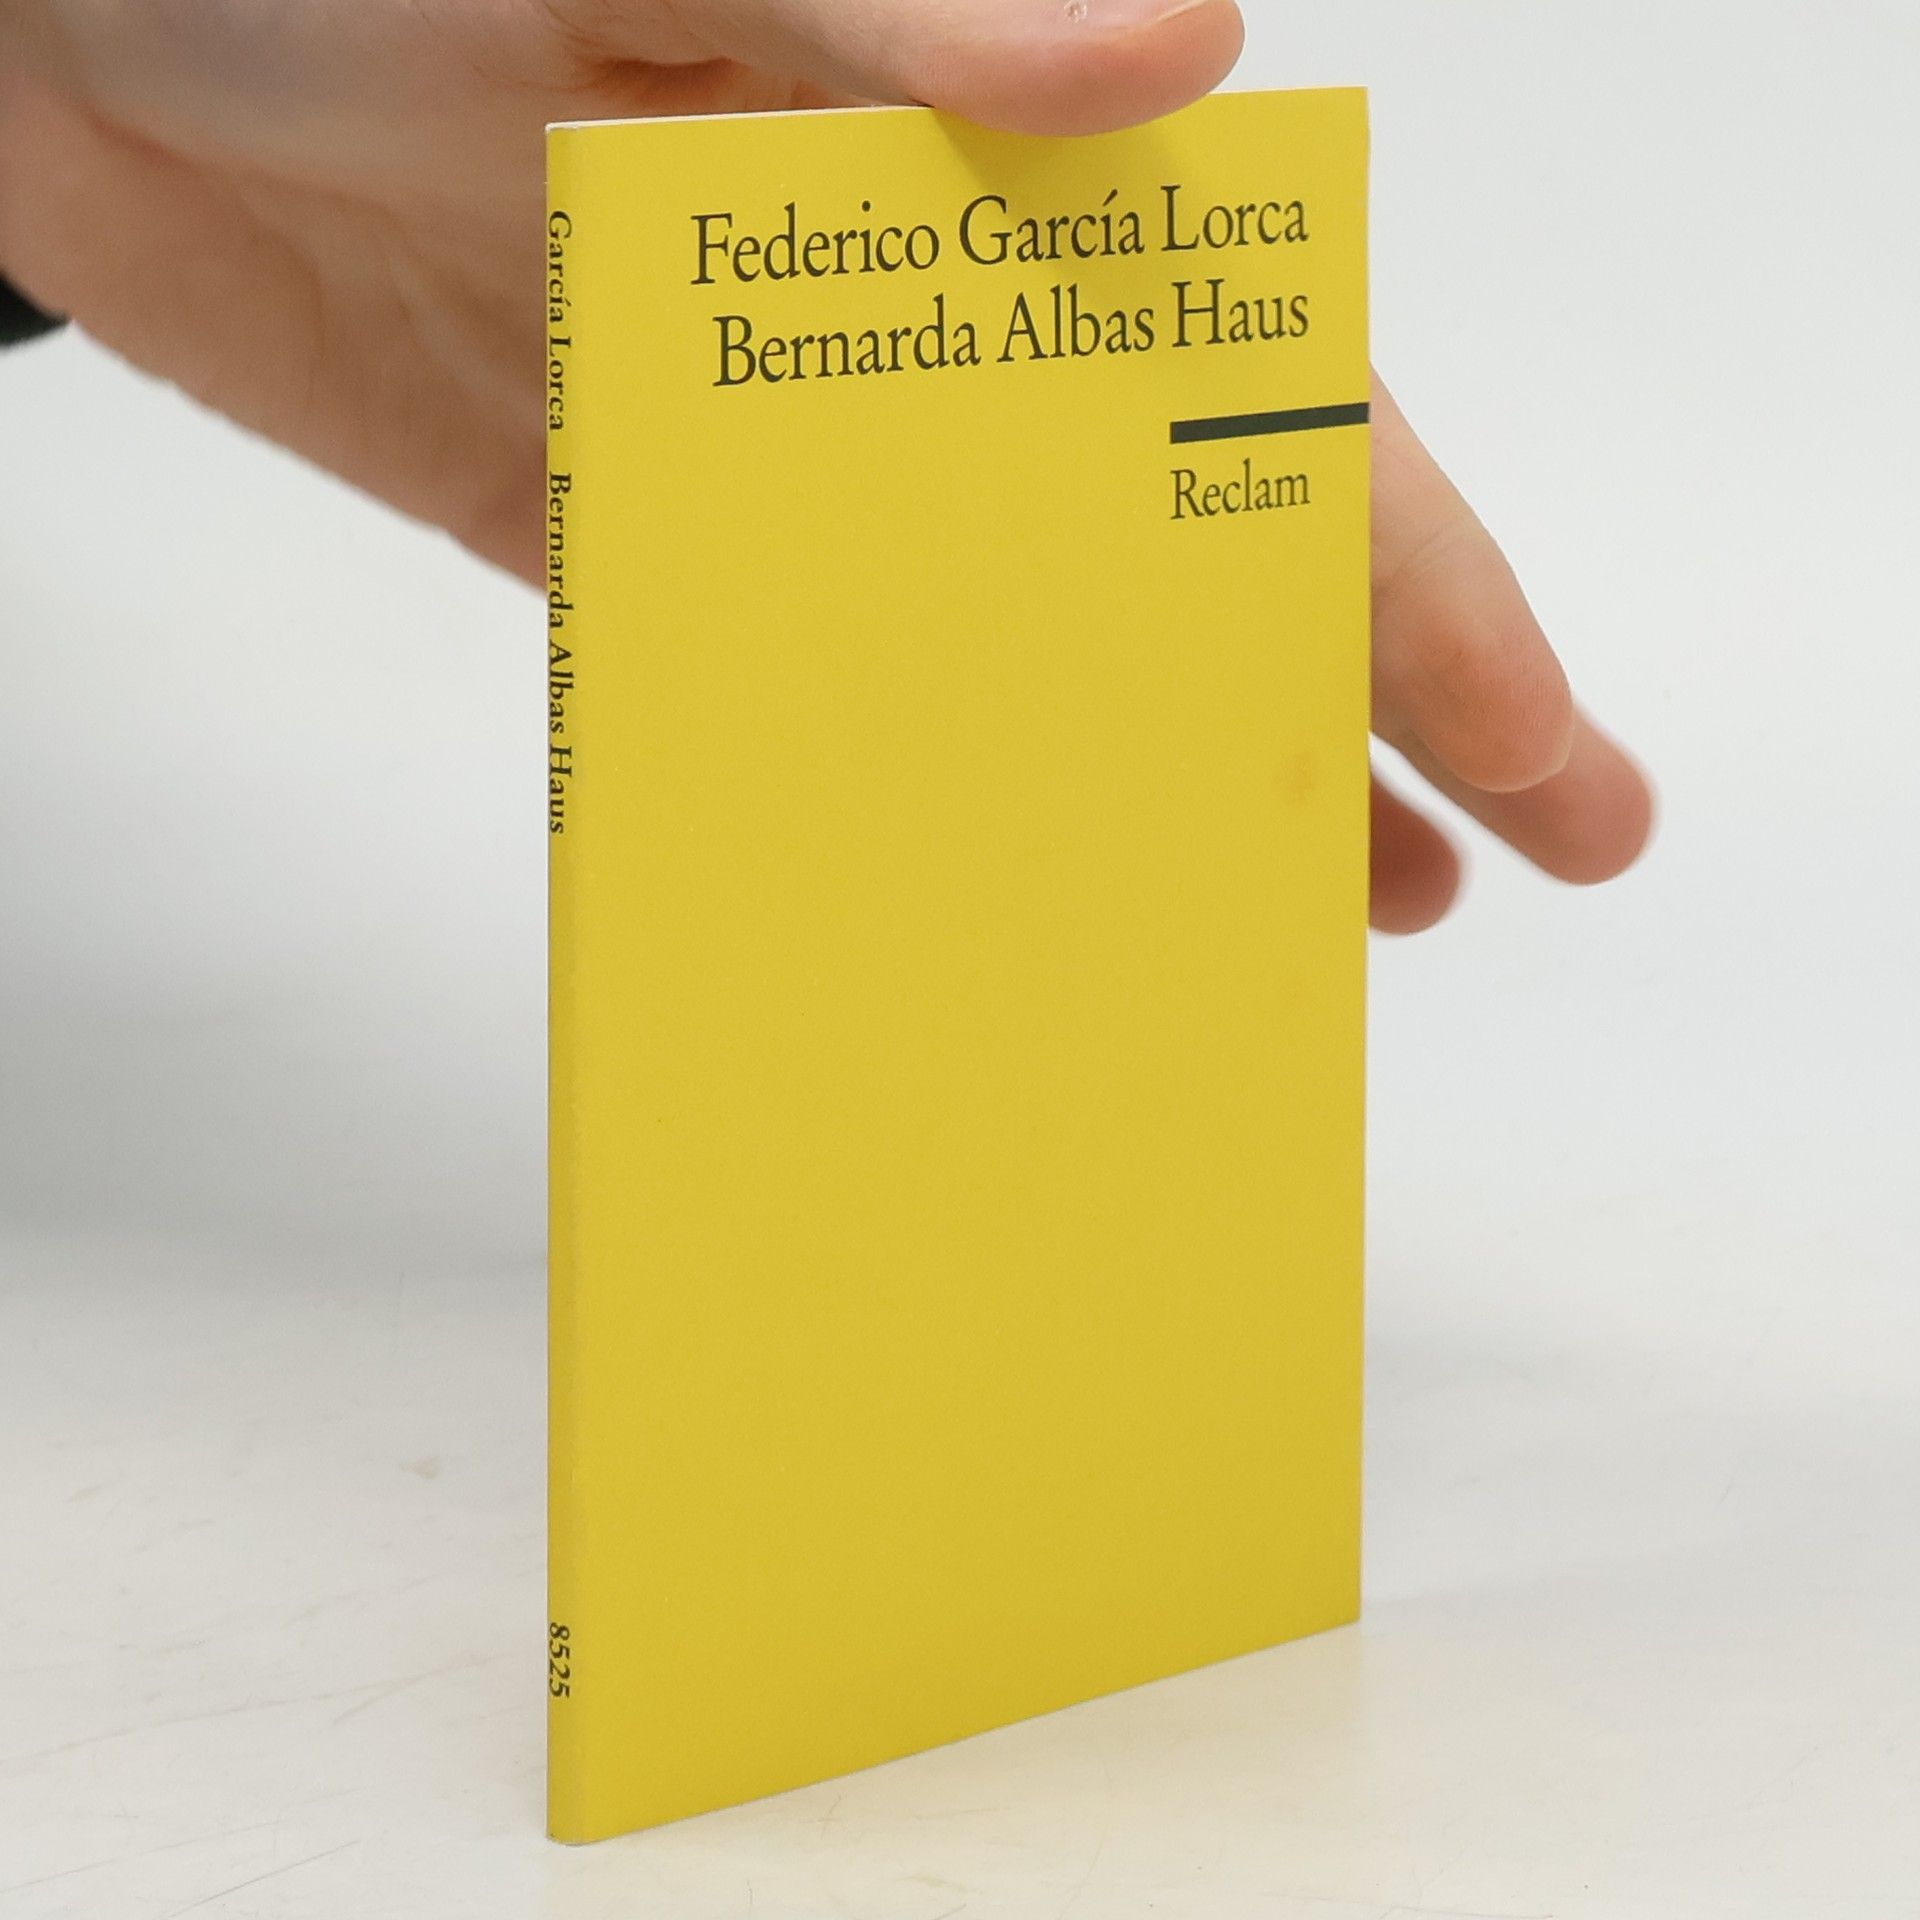 Federico García Lorca
Bernarda Albas Haus
Reclam
García Lorca Bernarda Albas Haus
8525